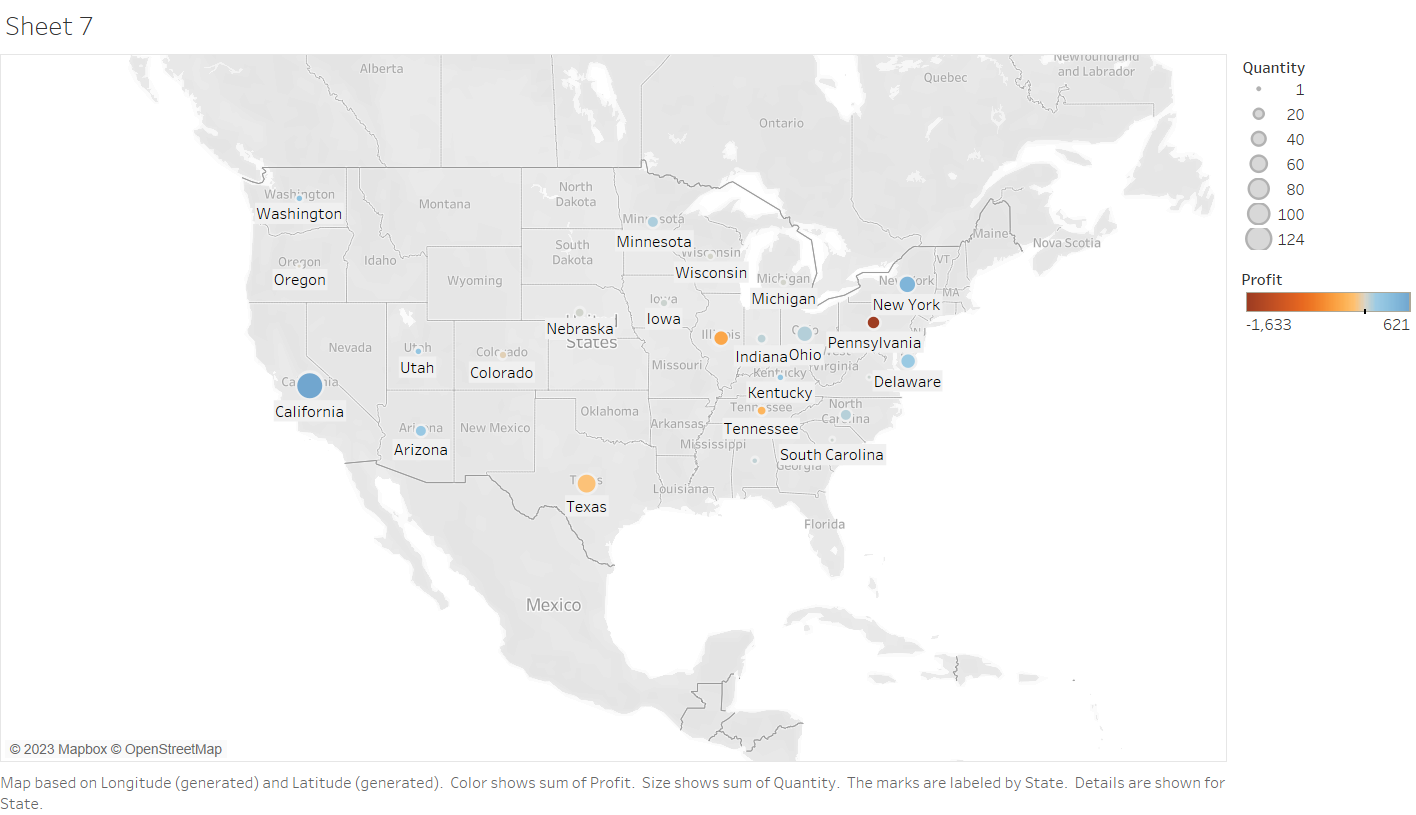 Sheet 7
Alberta
Ontario
Quebec
Newfoundland
and Labrador
Washington
Washington
Montana
North
Dakota
Minnesota
Maine
Nova Scotia
Oregon
Oregon
Idaho
Wyoming
South
Dakota
Wisconsin
Wisconsin
Michigan
Michigan
VT
New York
New York
MA
Iowa
Iowa
Nebraska
United
States
Nevada
Utah
Utah
Colorado
Colorado
Illinois
Indiana
Ohio
Ohio
Pennsylvania
NJ
Missouri
West
Virginia
Kentucky
Kentucky
Delaware
California
California
Arizona
Arizona
New Mexico
Oklahoma
Arkansas
Tennessee
Tennessee
North
Carolina
South Carolina
Mississippi
Georgia
Texas
Texas
Louisiana
Florida
Mexico
Minnesota
© 2023 Mapbox © OpenStreetMap
Quantity
1
20
40
60
80
100
124
Profit
-1,633 621
Map based on Longitude (generated) and Latitude (generated). Color shows sum of Profit. Size shows sum of Quantity. The marks are labeled by State. Details are shown for
State.